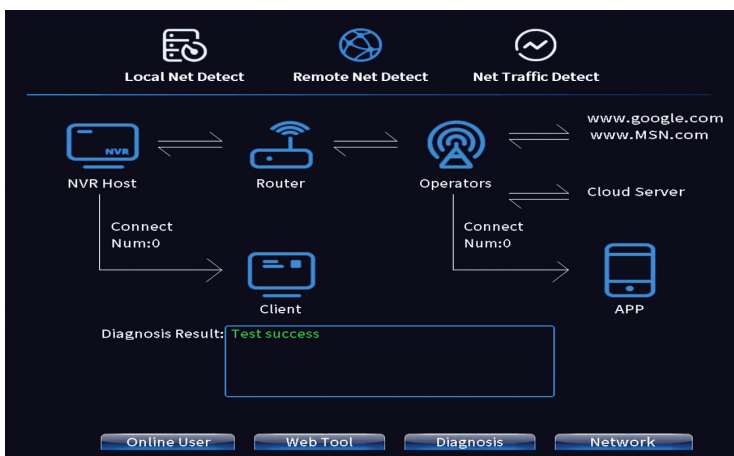 Local Net Detect
Remote Net Detect
Net Traffic Detect
www.google.com
www.MSN.com
NVR
NVR Host
Router
Operators
Cloud Server
Connect
Num:0
Connect
Num:0
Client
APP
Diagnosis Result: Test success
Online User
Web Tool
Diagnosis
Network